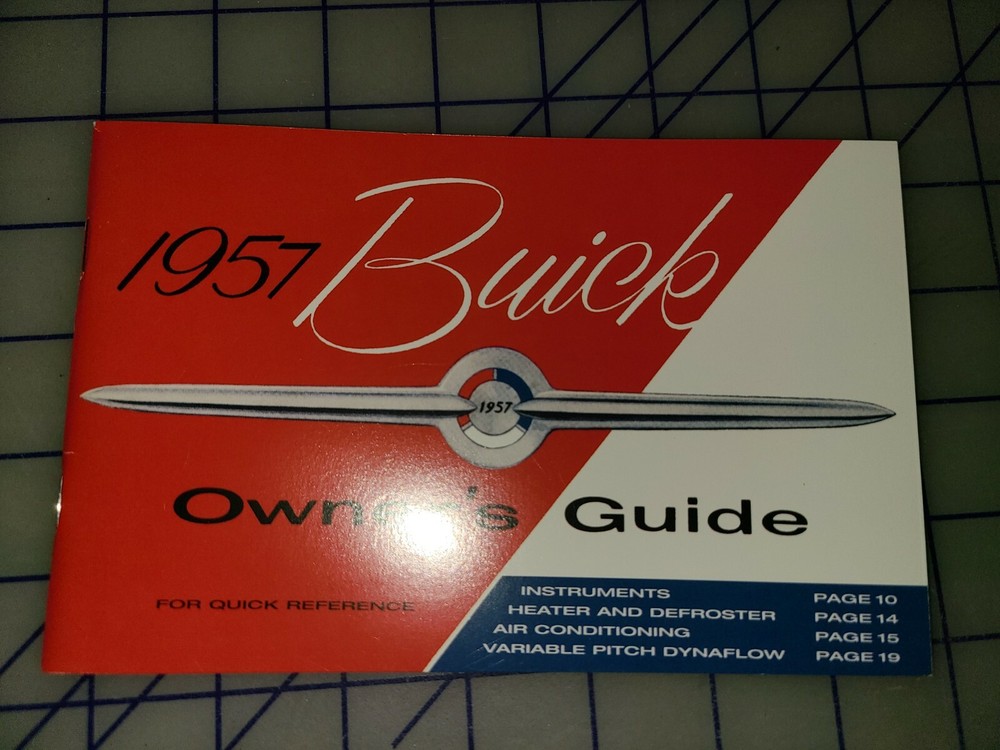 1957 Buick
1957
Owner's Guide
FOR QUICK REFERENCE
INSTRUMENTS PAGE 10
HEATER AND DEFROSTER PAGE 14
AIR CONDITIONING PAGE 15
VARIABLE PITCH DYNAFLOW PAGE 19